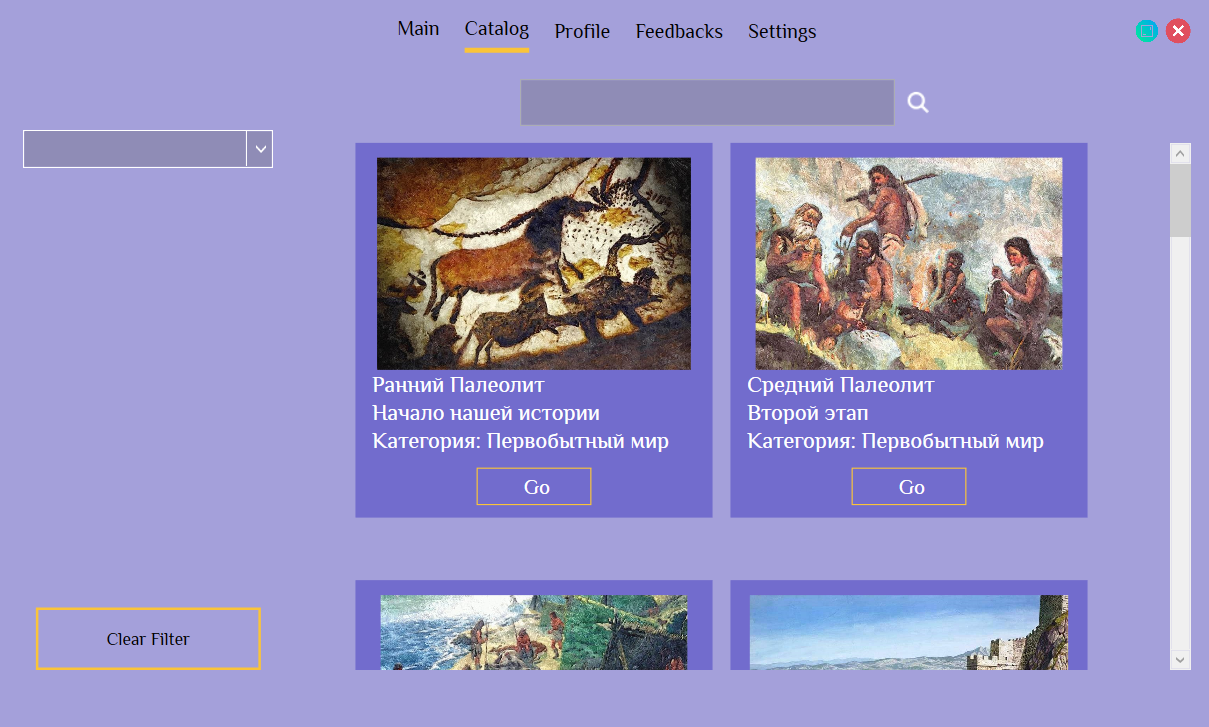 Main
Catalog
Profile
Feedbacks
Settings
Ранний Палеолит
Начало нашей истории
Категория: Первобытный мир
Go
Средний Палеолит
Второй этап
Категория: Первобытный мир
Go
Clear Filter